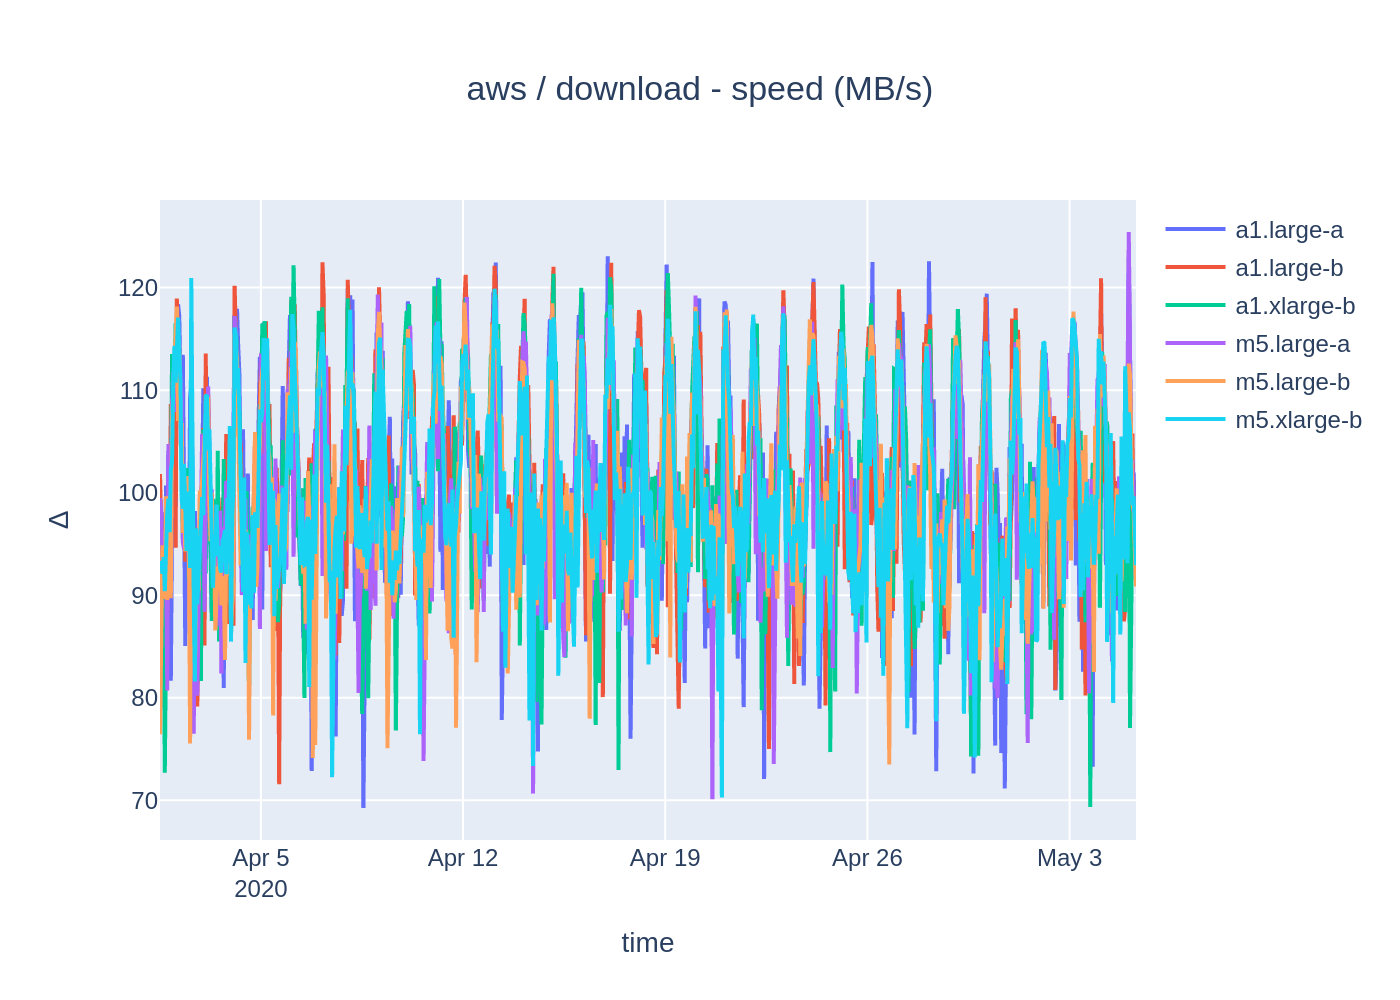 aws / download - speed (MB/s)
120
110
100
90
80
70
Δ
Apr 5
2020
Apr 12
Apr 19
Apr 26
May 3
time
a1.large-a
a1.large-b
a1.xlarge-b
m5.large-a
m5.large-b
m5.xlarge-b